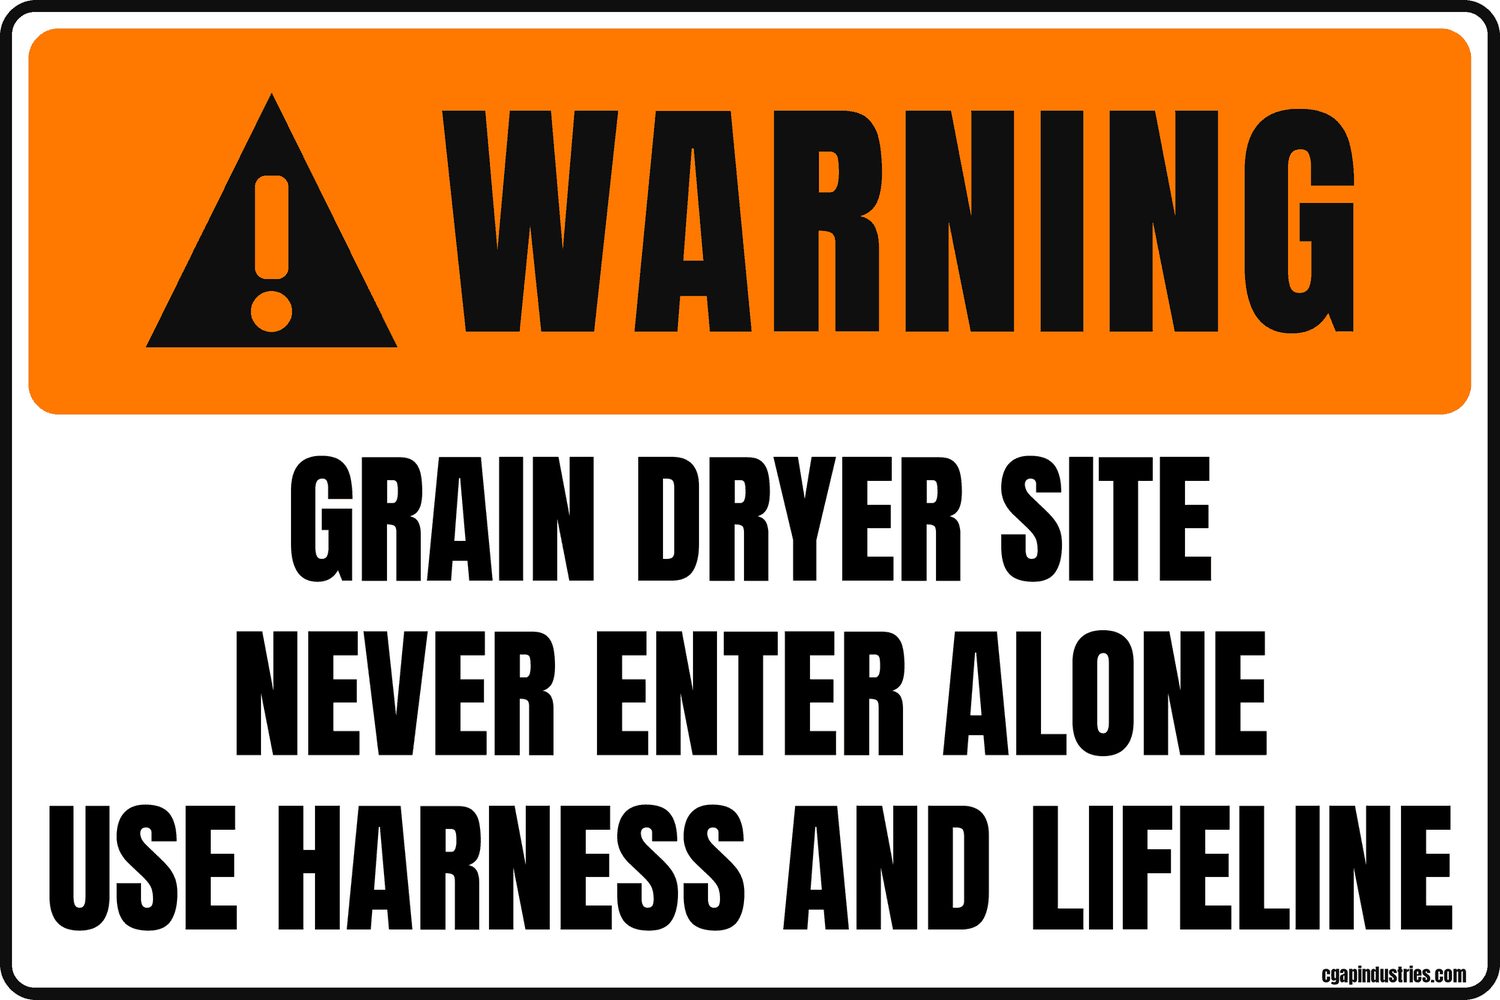 WARNING
GRAIN DRYER SITE
NEVER ENTER ALONE
USE HARNESS AND LIFELINE
cgapindustries.com